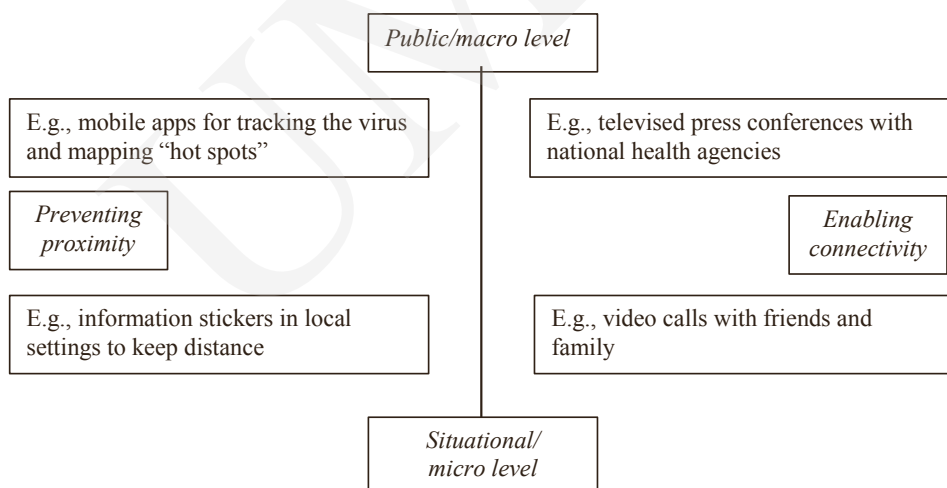 Public/macro level
E.g., mobile apps for tracking the virus
and mapping “hot spots”
E.g., televised press conferences with
national health agencies
Preventing
proximity
Enabling
connectivity
E.g., information stickers in local
settings to keep distance
E.g., video calls with friends and
family
Situational/
micro level